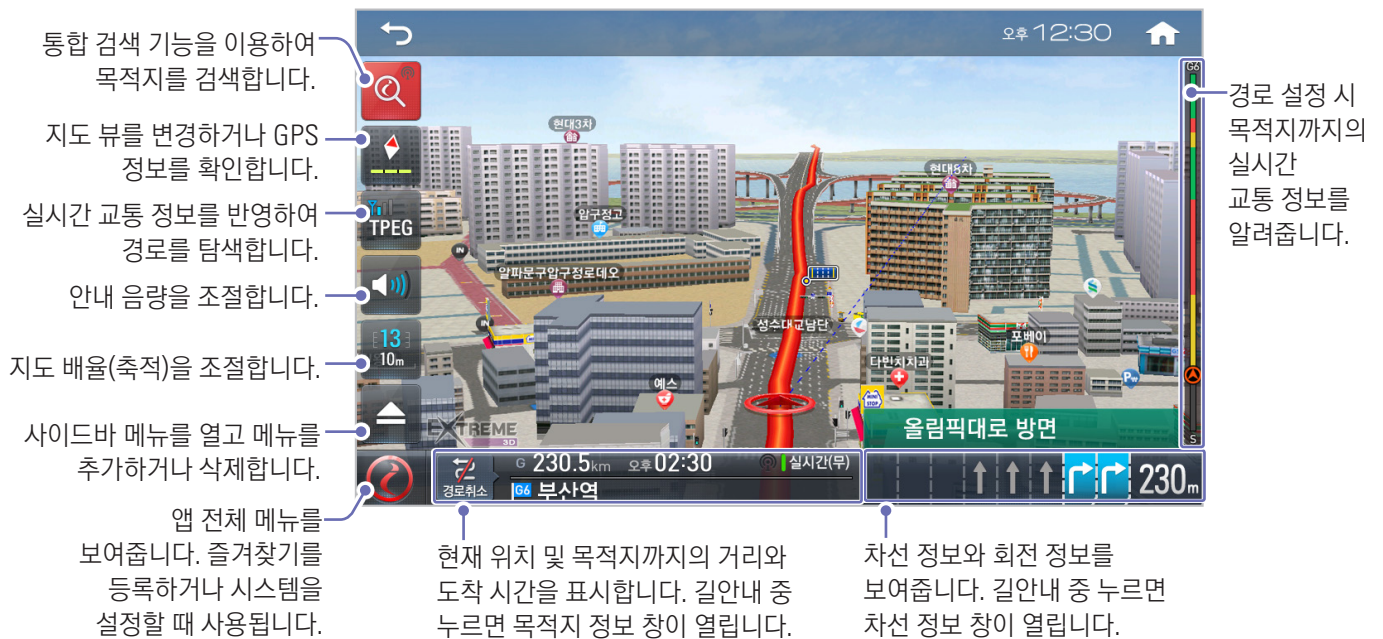 통합 검색 기능을 이용하여
목적지를 검색합니다.
지도 뷰를 변경하거나 GPS
정보를 확인합니다.
실시간 교통 정보를 반영하여
경로를 탐색합니다.
안내 음량을 조절합니다.
지도 배율(축적)을 조절합니다.
사이드바 메뉴를 열고 메뉴를
추가하거나 삭제합니다.
앱 전체 메뉴를
보여줍니다. 즐겨찾기를
등록하거나 시스템을
설정할 때 사용됩니다.
오후 12:30
G6
현대3차
현대5차
압구정고
TPEG
IN
알파문구압구정로데오
IN
성수대교남단
13
10m
포베이
다빈치치과
예스
MINI
STOP
EXTREME
3D
올림픽대로 방면
S
경로취소
G 230.5km 오후 02:30 실시간(무)
G6 부산역
230m
경로 설정 시
목적지까지의
실시간
교통 정보를
알려줍니다.
현재 위치 및 목적지까지의 거리와
도착 시간을 표시합니다. 길안내 중
누르면 목적지 정보 창이 열립니다.
차선 정보와 회전 정보를
보여줍니다. 길안내 중 누르면
차선 정보 창이 열립니다.